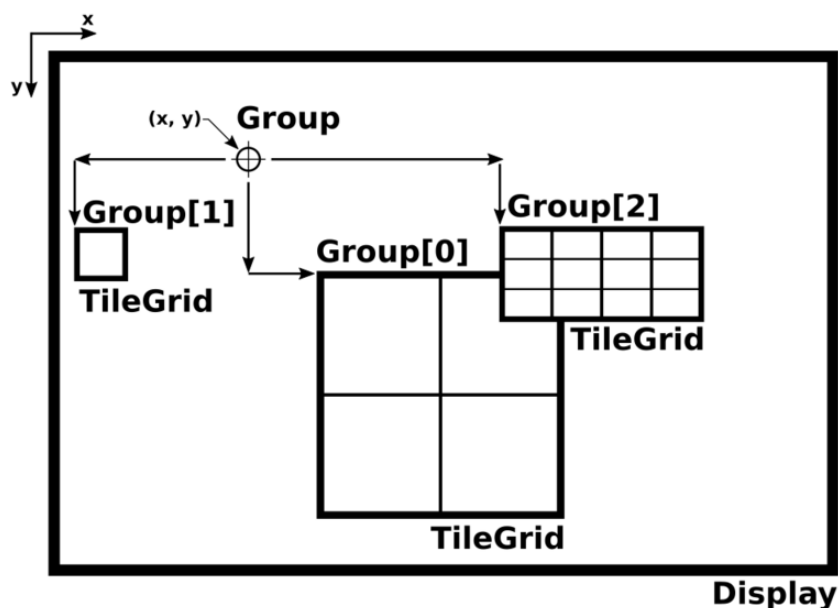 x
y
(x, y)
Group
Group[1]
Group[2]
Group[0]
TileGrid
TileGrid
TileGrid
Display